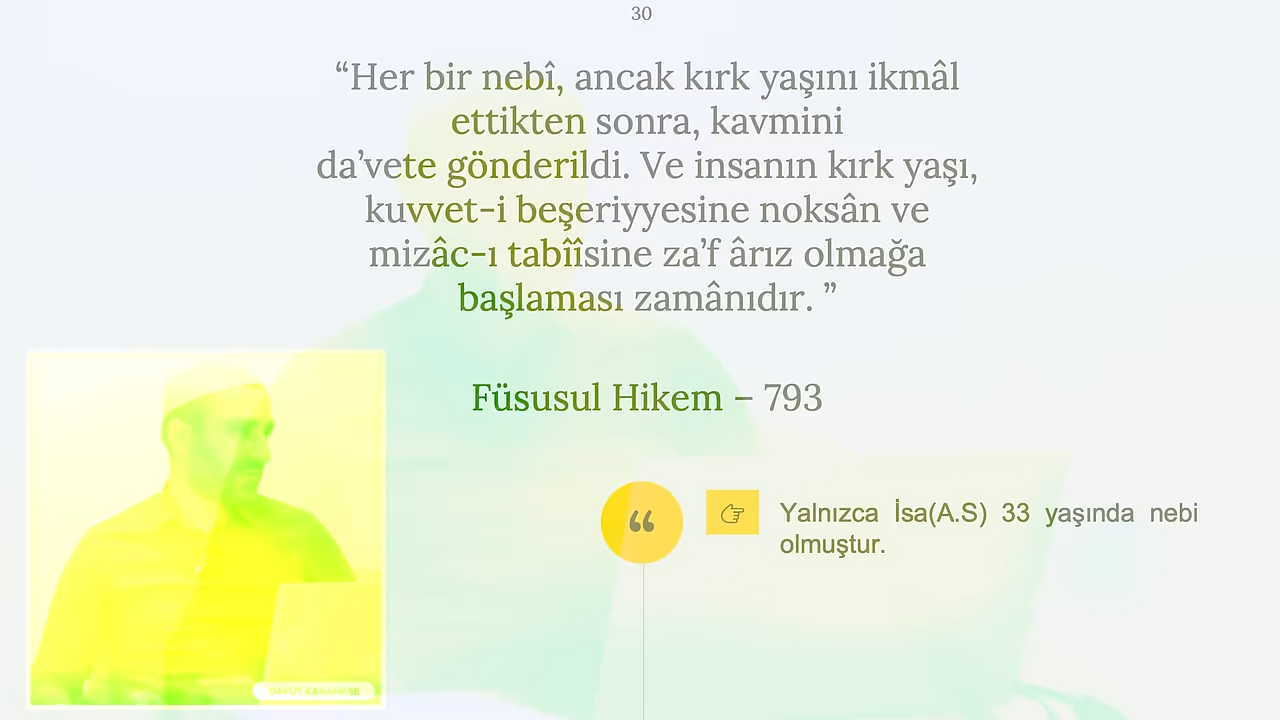 30
“Her bir nebî, ancak kırk yaşını ikmâl
ettikten sonra, kavmini
da’vete gönderildi. Ve insanın kırk yaşı,
kuvvet-i beşeriyyesine noksân ve
mizâc-ı tabîîsine za’f ârız olmağa
başlaması zamânıdır. ”
Füsusul Hikem – 793
“
Yalnızca İsa(A.S) 33 yaşında nebi
olmuştur.
DAVUT KARAMEŞE